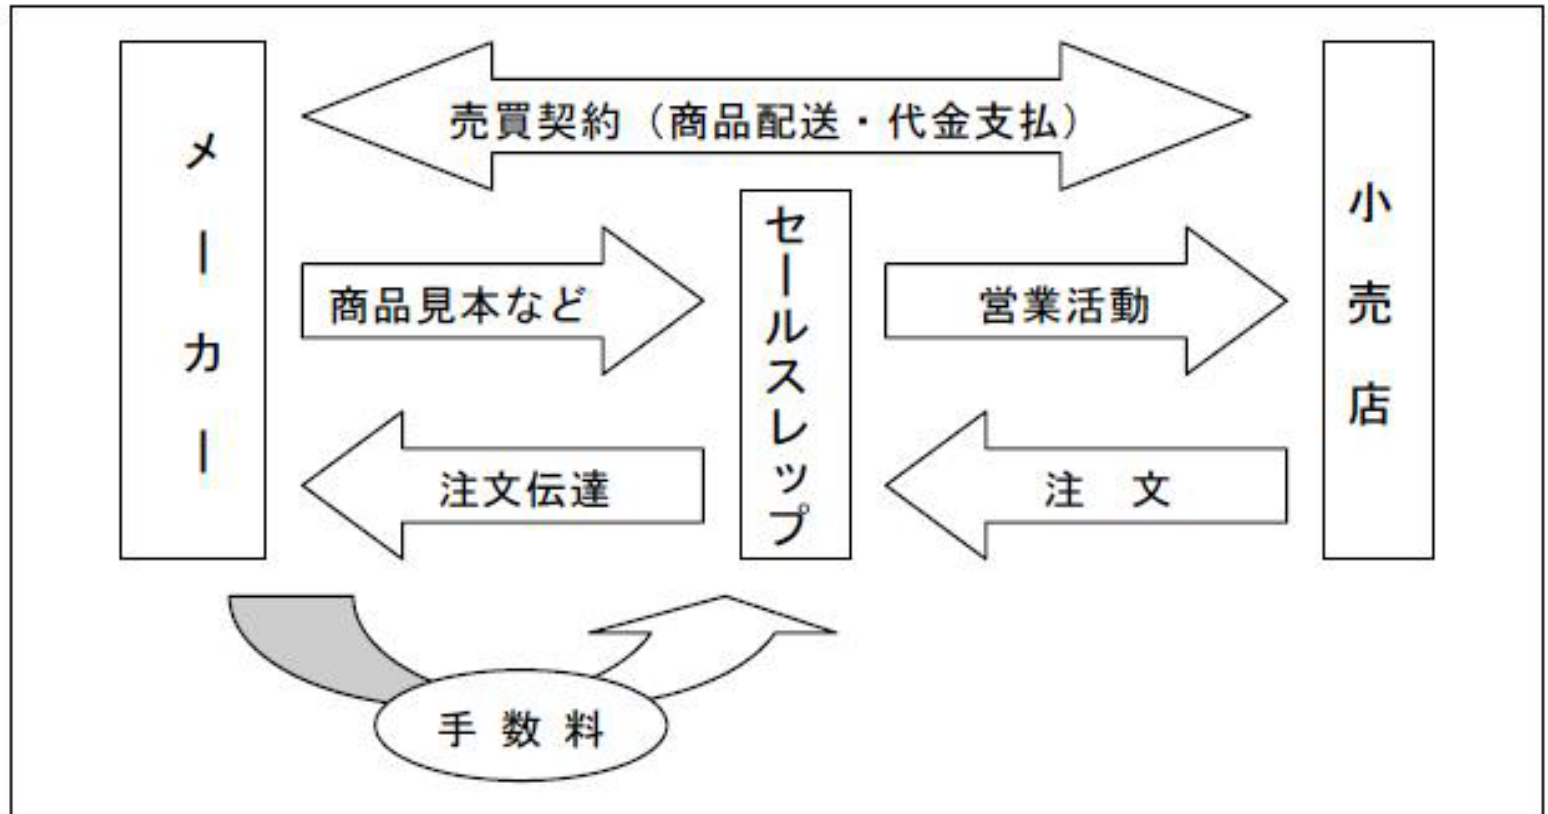 売買契約（商品配送・代金支払）
メーカー
商品見本など
セールスレップ
営業活動
小売店
注文伝達
注　文
手 数 料